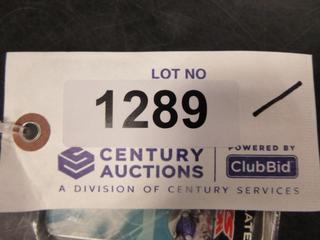 LOT NO
1289
CENTURY AUCTIONS
POWERED BY
ClubBid
A DIVISION OF CENTURY SERVICES